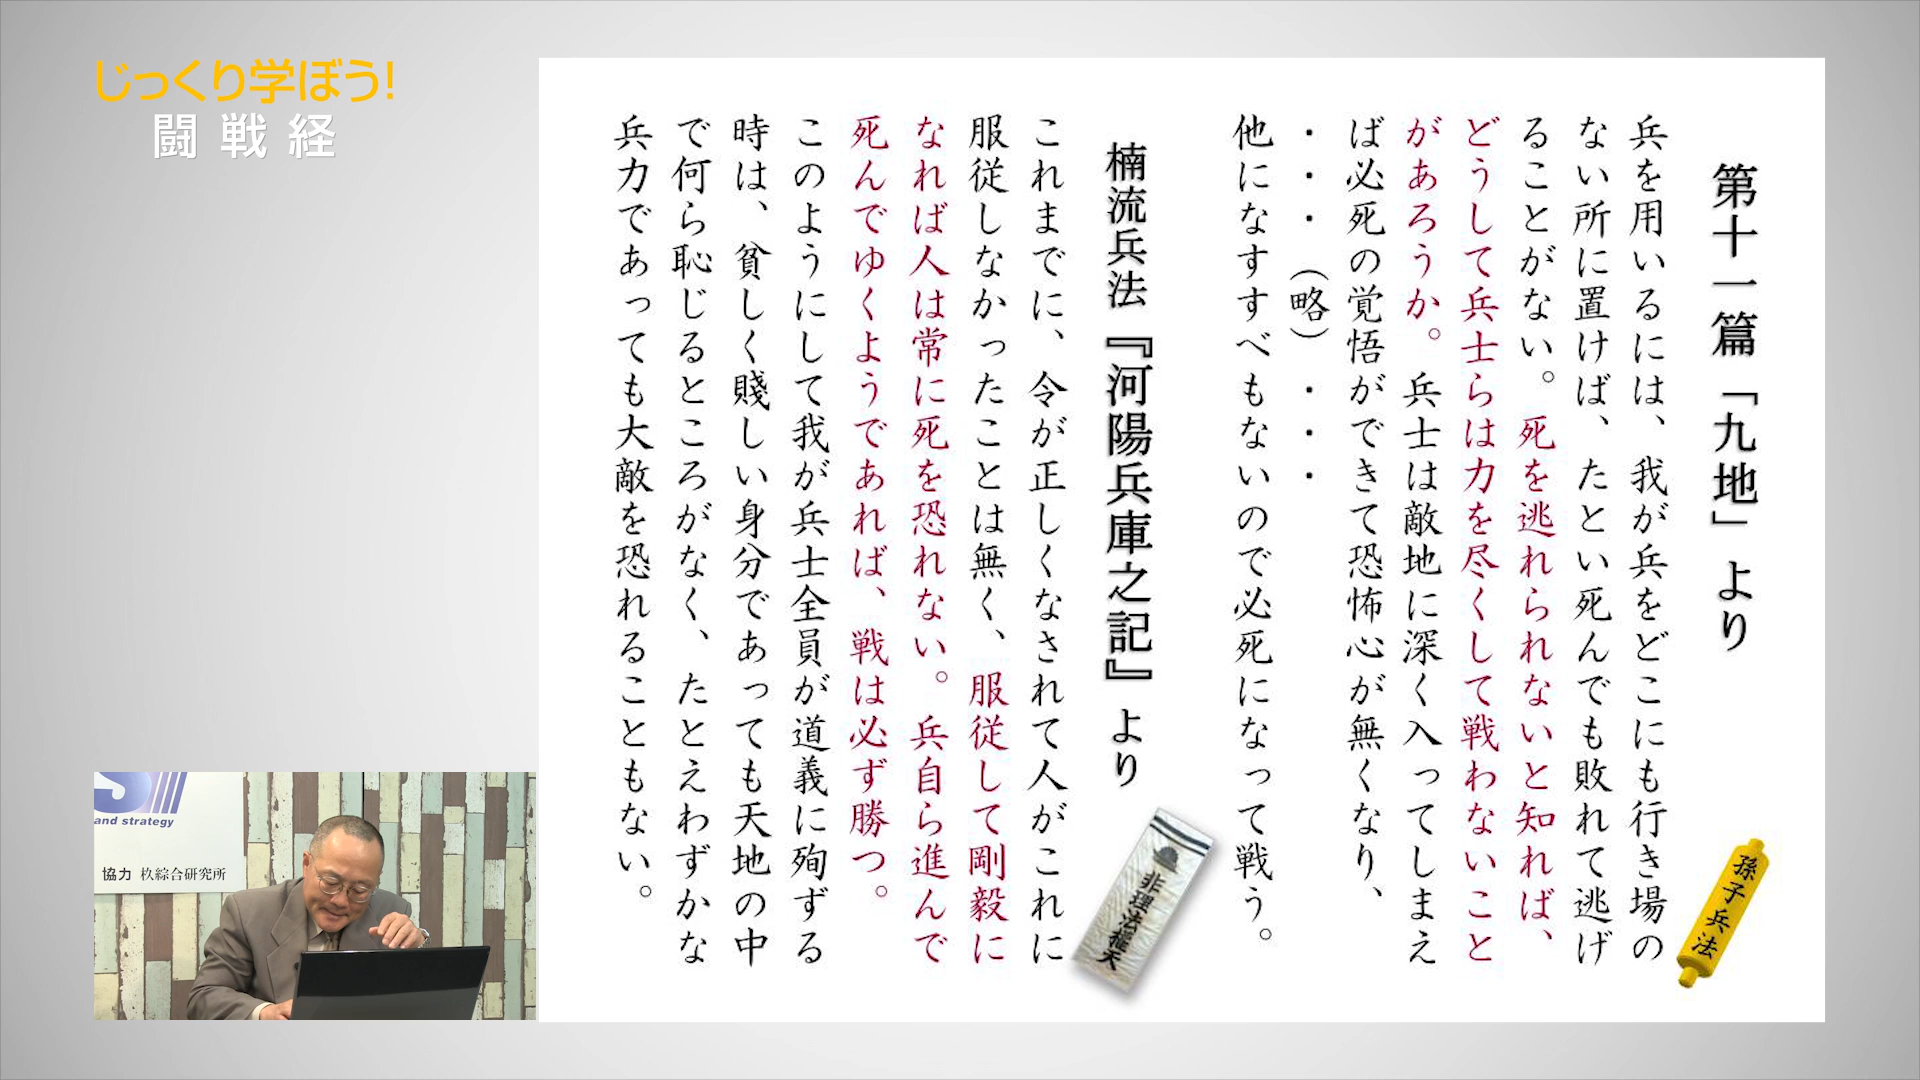 じっくり学ぼう!
闘戦経
第十一篇「九地」より
兵を用いるには、我が兵をどこにも行き場の
ない所に置けば、たとい死んでも敗れて逃げ
ることがない。死を逃れられないと知れば、
どうして兵士らは力を尽くして戦わないこと
があろうか。兵士は敵地に深く入ってしまえ
ば必死の覚悟ができて恐怖心が無くなり、
・・・(略)・・・
他になすすべもないので必死になって戦う。
孫子兵法
楠流兵法『河陽兵庫之記』より
これまでに、令が正しくなされて人がこれに
服従しなかったことは無く、服従して剛毅に
なれば人は常に死を恐れない。兵自ら進んで
死んでゆくようであれば、戦は必ず勝つ。
このようにして我が兵士全員が道義に殉ずる
時は、貧しく賤しい身分であっても天地の中
で何ら恥じるところがなく、たとえわずかな
兵力であっても大敵を恐れることもない。
非理法権天
S
and strategy
協力 杦綜合研究所